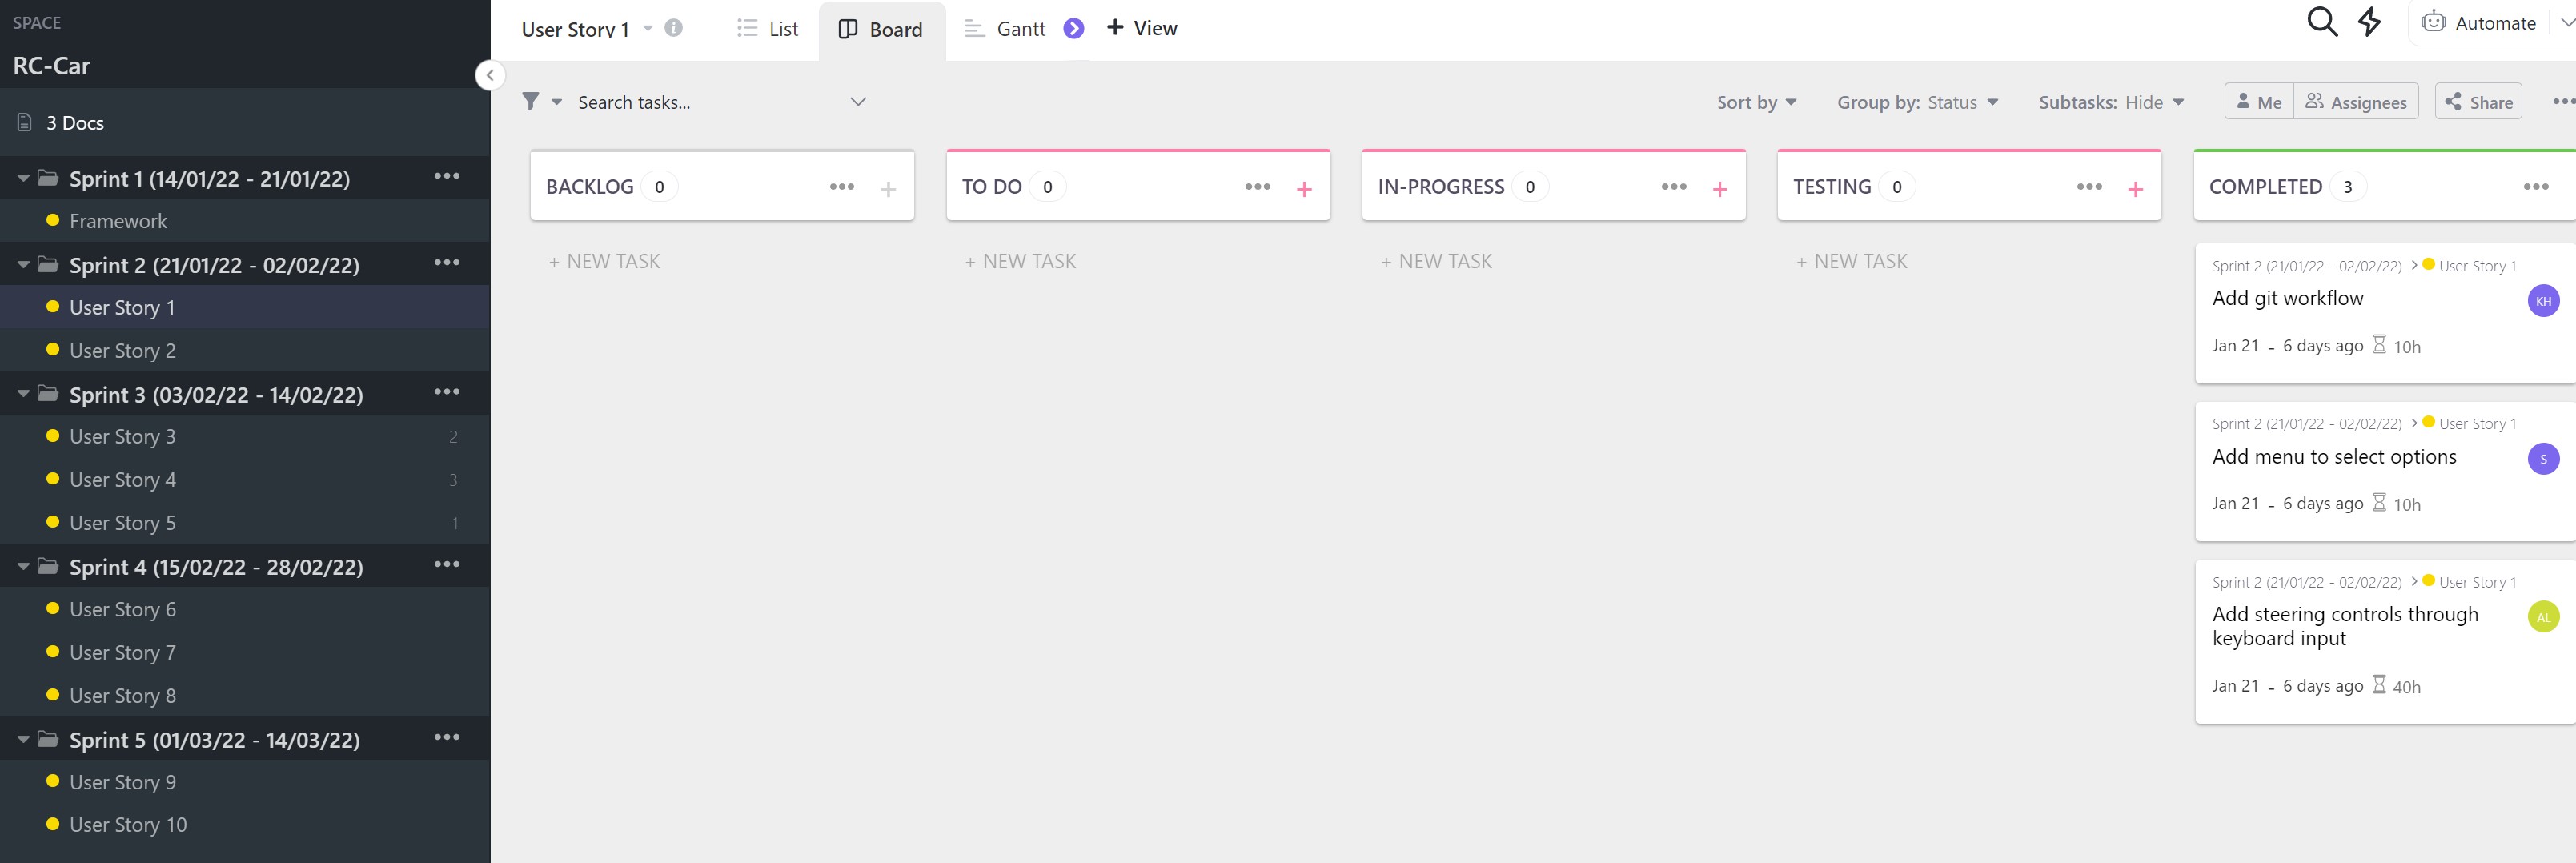 SPACE
RC-Car
3 Docs
Sprint 1 (14/01/22 - 21/01/22)
Framework
Sprint 2 (21/01/22 - 02/02/22)
User Story 1
User Story 2
Sprint 3 (03/02/22 - 14/02/22)
User Story 3 2
User Story 4 3
User Story 5 1
Sprint 4 (15/02/22 - 28/02/22)
User Story 6
User Story 7
User Story 8
Sprint 5 (01/03/22 - 14/03/22)
User Story 9
User Story 10
User Story 1 List Board Gantt + View Automate
Search tasks... Sort by Group by: Status Subtasks: Hide Me Assignees Share
BACKLOG 0
+ NEW TASK
TO DO 0
+ NEW TASK
IN-PROGRESS 0
+ NEW TASK
TESTING 0
+ NEW TASK
COMPLETED 3
Sprint 2 (21/01/22 - 02/02/22) > User Story 1
Add git workflow KH
Jan 21 - 6 days ago 10h
Sprint 2 (21/01/22 - 02/02/22) > User Story 1
Add menu to select options S
Jan 21 - 6 days ago 10h
Sprint 2 (21/01/22 - 02/02/22) > User Story 1
Add steering controls through AL
keyboard input
Jan 21 - 6 days ago 40h